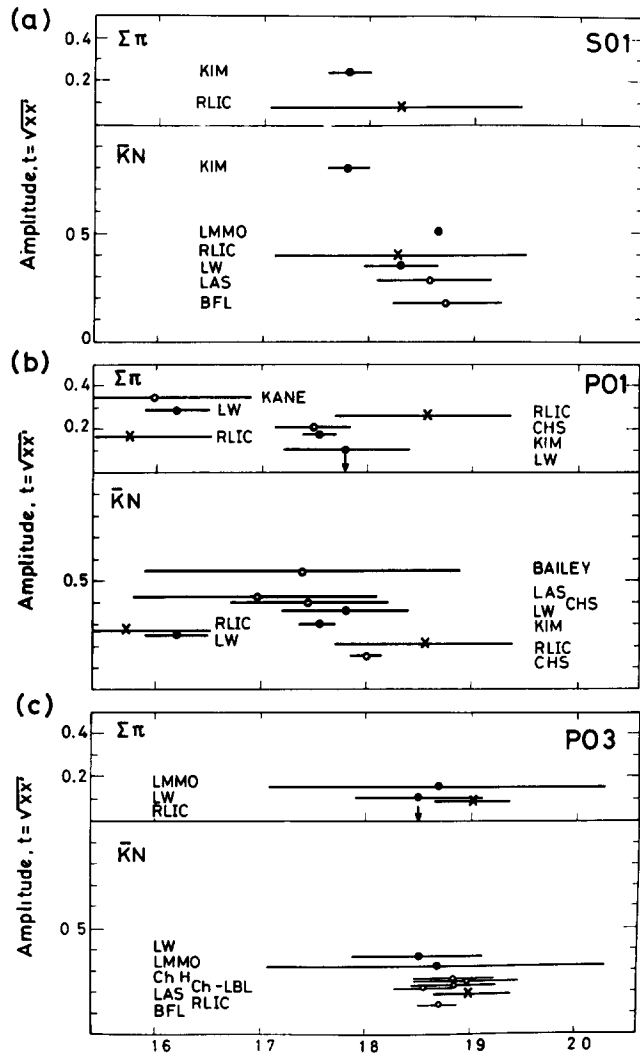 (a)
Σπ
S01
0.4
0.2
KIM
RLIC
Amplitude, t=√XX'
K̄N
KIM
LMMO
0 5
RLIC
LW
LAS
BFL
0
(b)
Σπ
P01
0.4
0.2
KANE
LW
RLIC
RLIC
CHS
KIM
LW
Amplitude, t=√XX'
K̄N
0.5
BAILEY
LAS
CHS
LW
KIM
RLIC
LW
RLIC
CHS
(c)
Σπ
P03
0.4
0.2
LMMO
LW
RLIC
Amplitude, t=√XX'
K̄N
0 5
LW
LMMO
Ch H
Ch-LBL
LAS RLIC
BFL
0
16 17 18 19 20